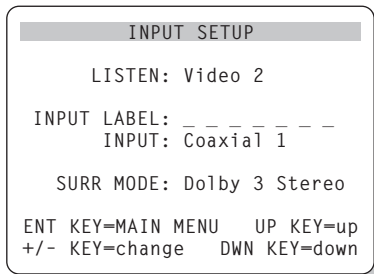 INPUT SETUP
LISTEN: Video 2
INPUT LABEL: _ _ _ _ _ _ _
INPUT: Coaxial 1
SURR MODE: Dolby 3 Stereo
ENT KEY=MAIN MENU UP KEY=up
+/- KEY=change DWN KEY=down